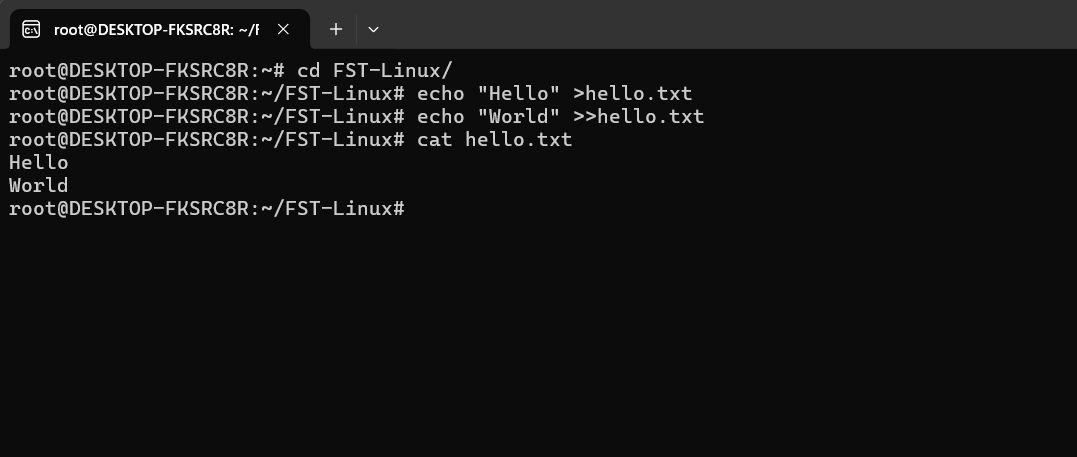 root@DESKTOP-FKSRC8R: ~/F
root@DESKTOP-FKSRC8R:~# cd FST-Linux/
root@DESKTOP-FKSRC8R:~/FST-Linux# echo "Hello" >hello.txt
root@DESKTOP-FKSRC8R:~/FST-Linux# echo "World" >>hello.txt
root@DESKTOP-FKSRC8R:~/FST-Linux# cat hello.txt
Hello
World
root@DESKTOP-FKSRC8R:~/FST-Linux#